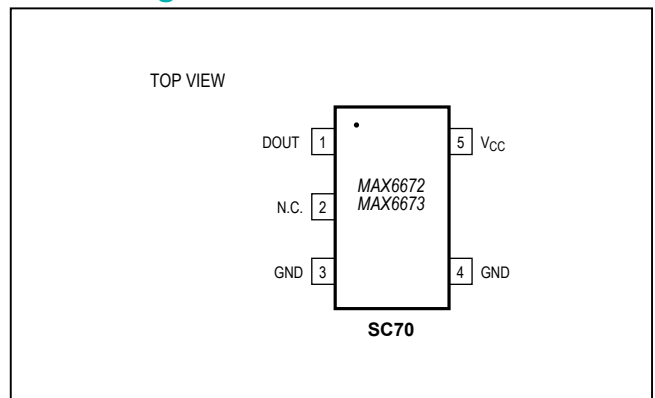 TOP VIEW
DOUT 1
5 VCC
MAX6672
N.C. 2
MAX6673
GND 3
4 GND
SC70